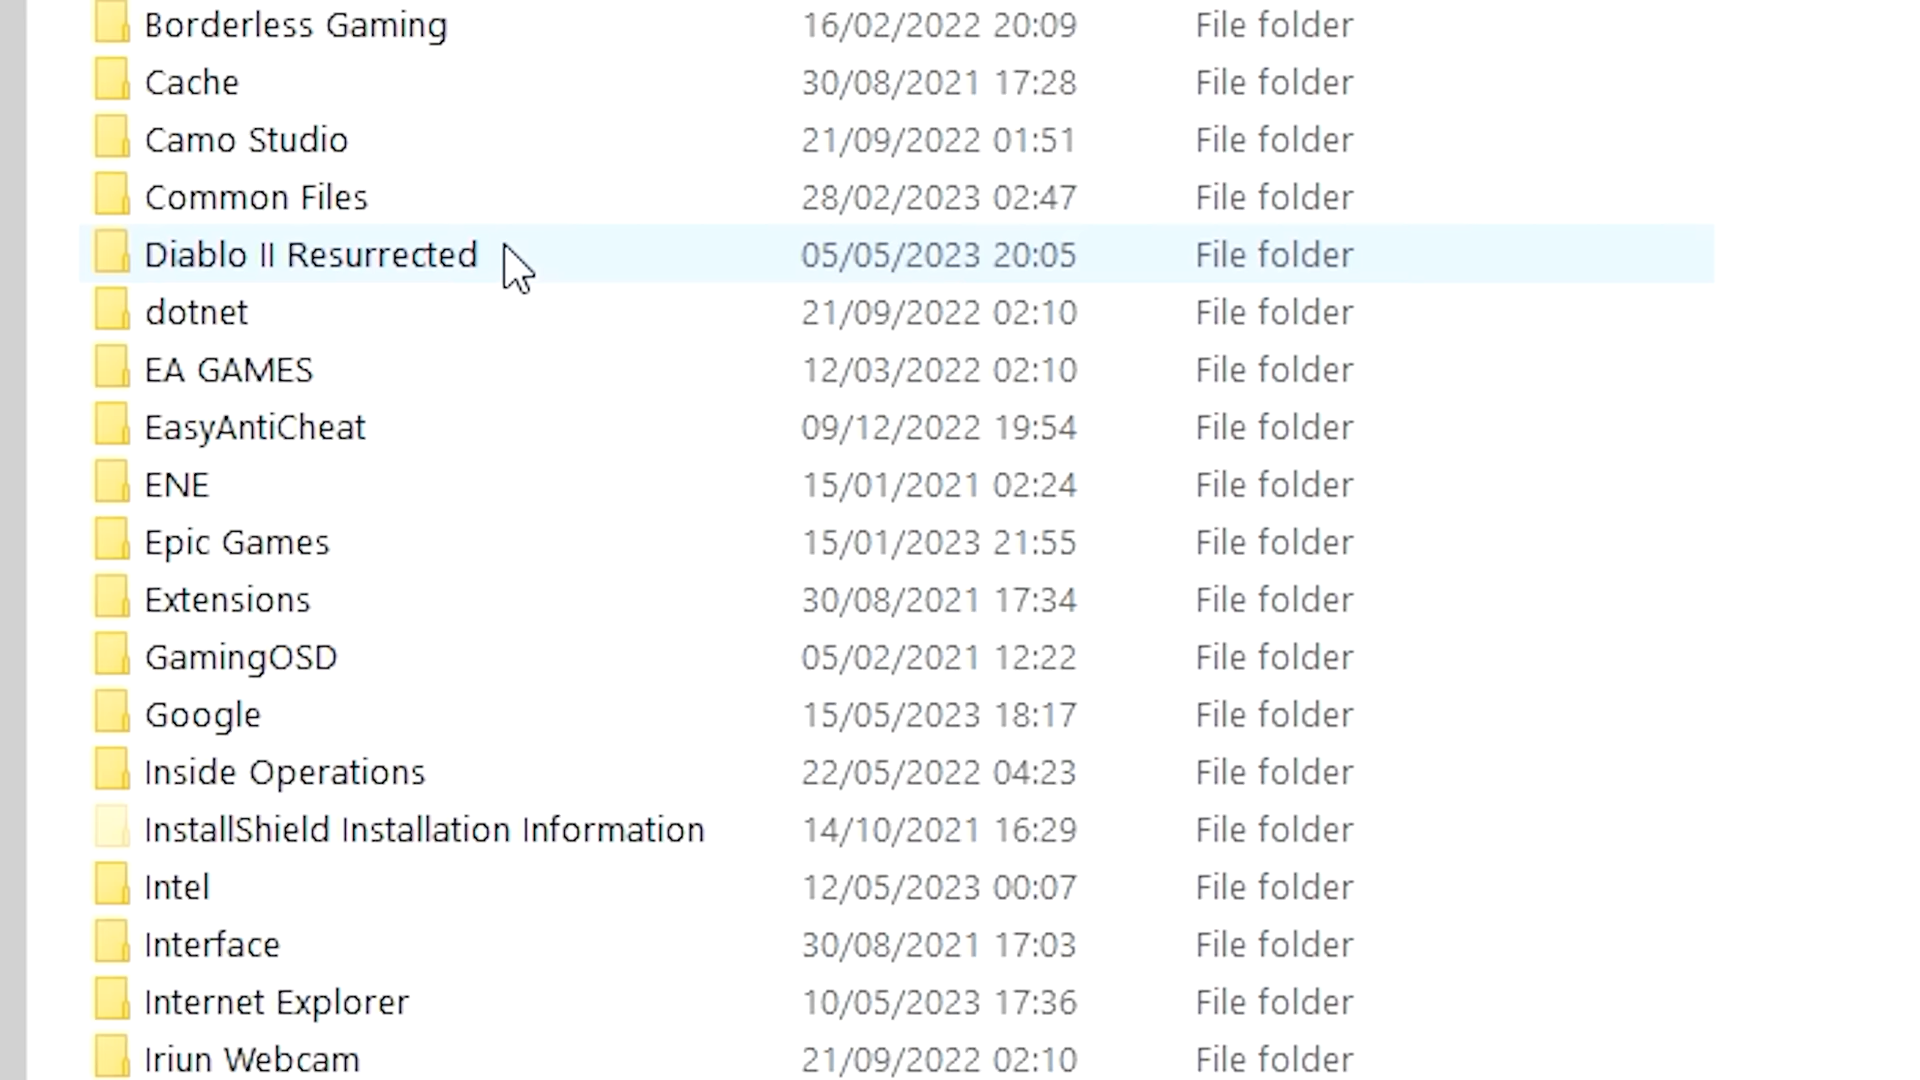 Borderless Gaming 16/02/2022 20:09 File folder
Cache 30/08/2021 17:28 File folder
Camo Studio 21/09/2022 01:51 File folder
Common Files 28/02/2023 02:47 File folder
Diablo II Resurrected 05/05/2023 20:05 File folder
dotnet 21/09/2022 02:10 File folder
EA GAMES 12/03/2022 02:10 File folder
EasyAntiCheat 09/12/2022 19:54 File folder
ENE 15/01/2021 02:24 File folder
Epic Games 15/01/2023 21:55 File folder
Extensions 30/08/2021 17:34 File folder
GamingOSD 05/02/2021 12:22 File folder
Google 15/05/2023 18:17 File folder
Inside Operations 22/05/2022 04:23 File folder
InstallShield Installation Information 14/10/2021 16:29 File folder
Intel 12/05/2023 00:07 File folder
Interface 30/08/2021 17:03 File folder
Internet Explorer 10/05/2023 17:36 File folder
Iriun Webcam 21/09/2022 02:10 File folder